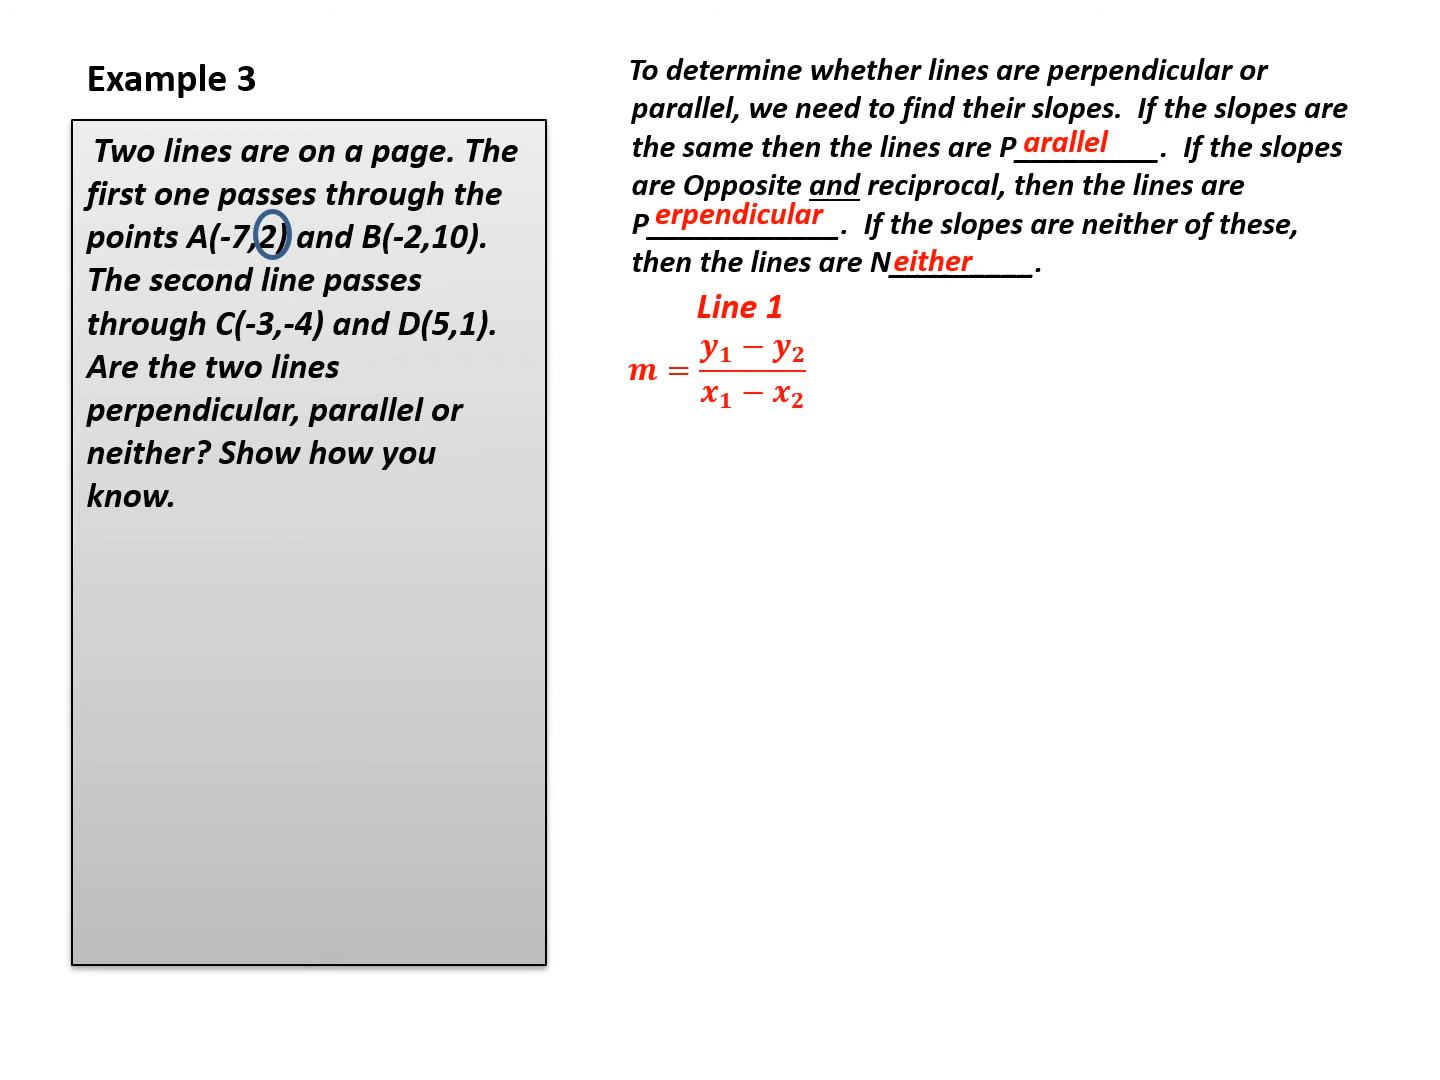 Example 3
Two lines are on a page. The
first one passes through the
points A(-7,2) and B(-2,10).
The second line passes
through C(-3,-4) and D(5,1).
Are the two lines
perpendicular, parallel or
neither? Show how you
know.
To determine whether lines are perpendicular or
parallel, we need to find their slopes. If the slopes are
the same then the lines are Parallel__________. If the slopes
are Opposite and reciprocal, then the lines are
Perpendicular_____________. If the slopes are neither of these,
then the lines are Neither__________.
Line 1
m = (y₁ − y₂)/(x₁ − x₂)